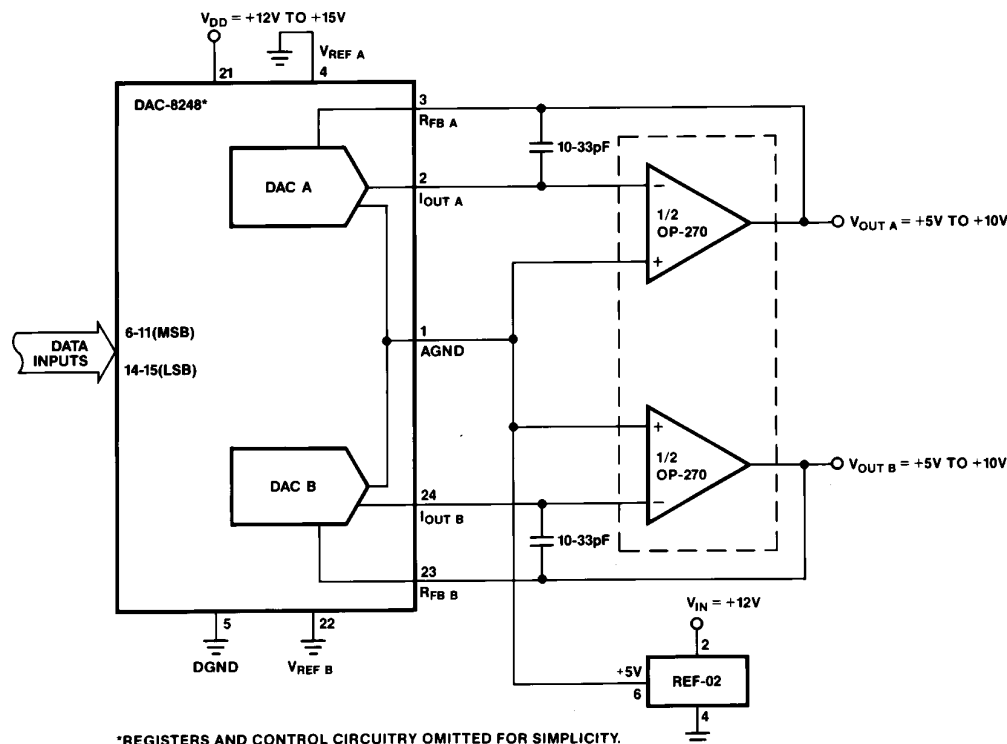 V_DD = +12V TO +15V
V_REF A
21
4
DAC-8248*
3
R_FB A
10-33pF
DAC A
2
I_OUT A
−
1/2
OP-270
+
V_OUT A = +5V TO +10V
DATA
INPUTS
6-11(MSB)
14-15(LSB)
1
AGND
+
1/2
OP-270
−
V_OUT B = +5V TO +10V
DAC B
24
I_OUT B
10-33pF
23
R_FB B
V_IN = +12V
2
5
22
DGND
V_REF B
+5V
6
REF-02
4
*REGISTERS AND CONTROL CIRCUITRY OMITTED FOR SIMPLICITY.